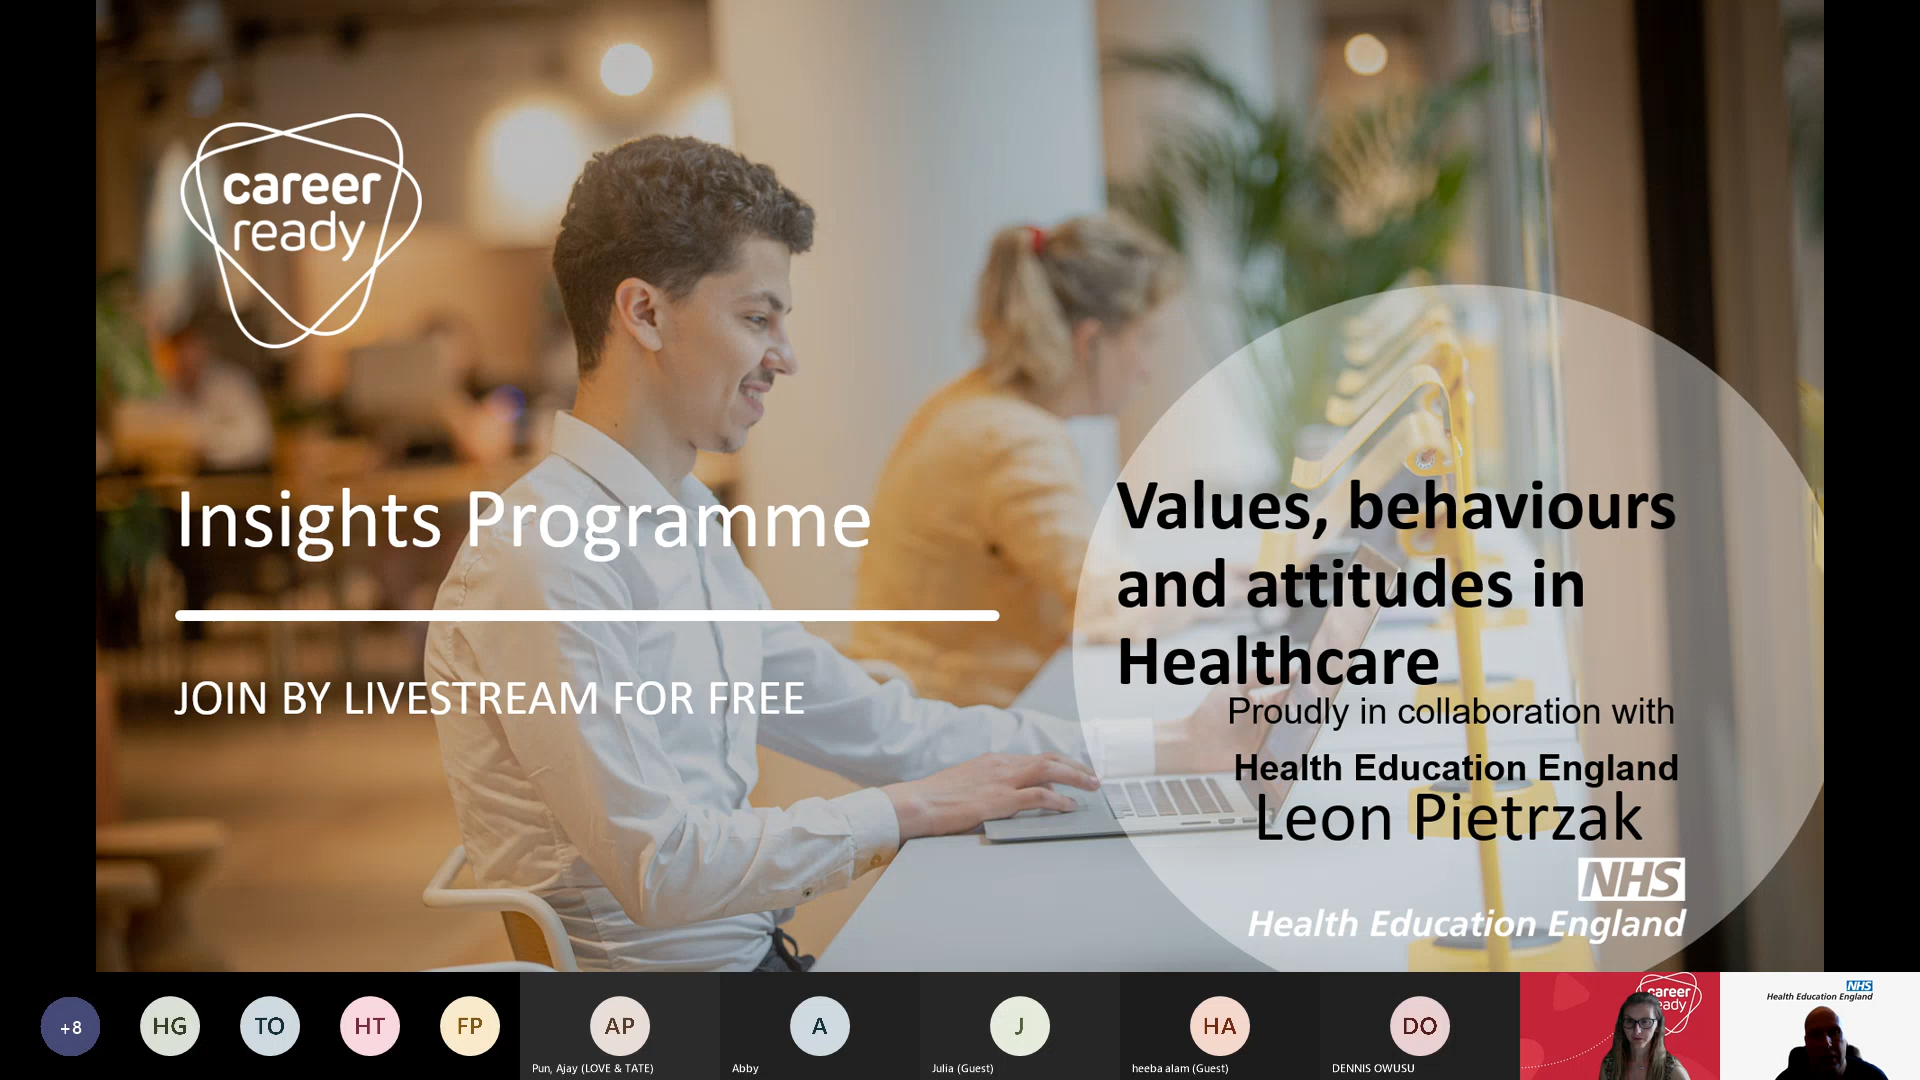 career
ready
Insights Programme
JOIN BY LIVESTREAM FOR FREE
Values, behaviours
and attitudes in
Healthcare
Proudly in collaboration with
Health Education England
Leon Pietrzak
NHS
Health Education England
+8
HG
TO
HT
FP
AP
Pun, Ajay (LOVE & TATE)
A
Abby
J
Julia (Guest)
HA
heeba alam (Guest)
DO
DENNIS OWUSU
career
ready
NHS
Health Education England